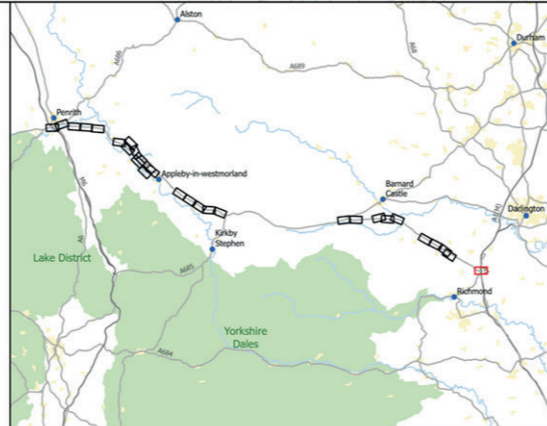 Alston
Durham
A686
A68
A689
Penrith
Appleby-in-westmorland
Barnard
Castle
A1(M)
Darlington
M6
A6
Kirkby
Stephen
Lake District
A685
Richmond
Yorkshire
Dales
A684